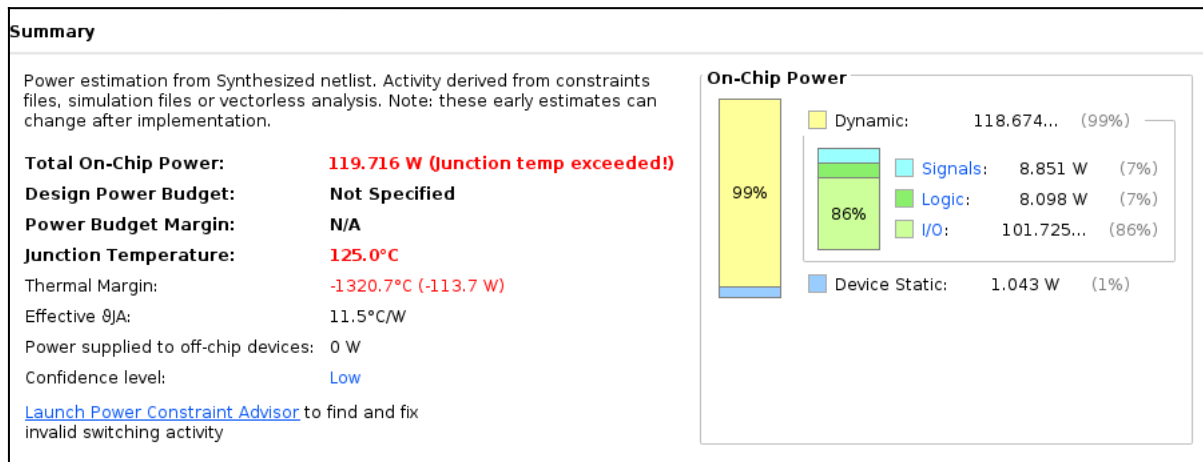 Summary
Power estimation from Synthesized netlist. Activity derived from constraints
files, simulation files or vectorless analysis. Note: these early estimates can
change after implementation.
Total On-Chip Power: 119.716 W (Junction temp exceeded!)
Design Power Budget: Not Specified
Power Budget Margin: N/A
Junction Temperature: 125.0°C
Thermal Margin: -1320.7°C (-113.7 W)
Effective ϑJA: 11.5°C/W
Power supplied to off-chip devices: 0 W
Confidence level: Low
Launch Power Constraint Advisor to find and fix
invalid switching activity
On-Chip Power
Dynamic: 118.674... (99%)
Signals: 8.851 W (7%)
99%
Logic: 8.098 W (7%)
86%
I/O: 101.725... (86%)
Device Static: 1.043 W (1%)